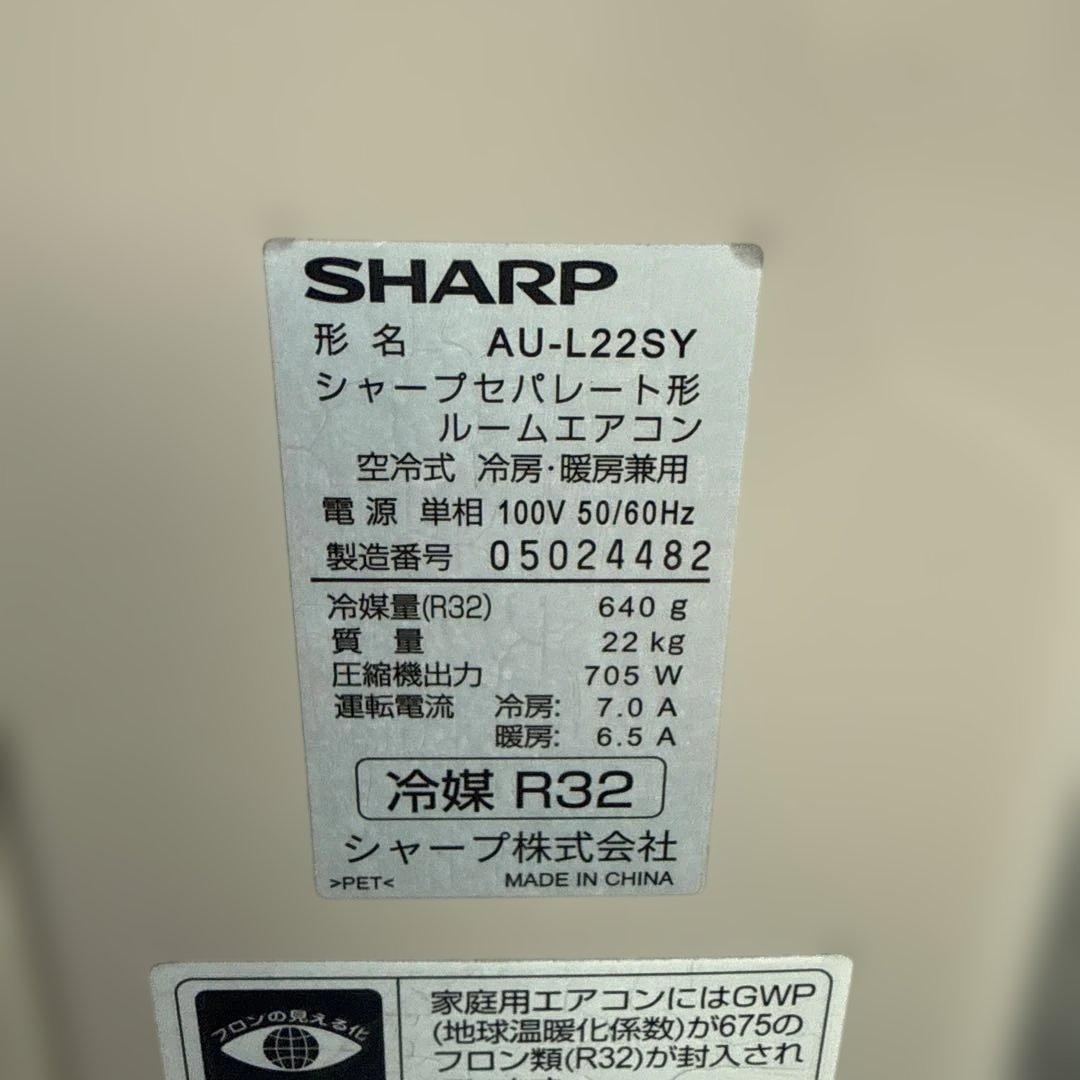 SHARP
形 名 AU-L22SY
シャープセパレート形
ルームエアコン
空冷式 冷房・暖房兼用
電 源 単相 100V 50/60Hz
製造番号 05024482
冷媒量(R32) 640 g
質 量 22 kg
圧縮機出力 705 W
運転電流 冷房: 7.0 A
暖房: 6.5 A
冷媒 R32
シャープ株式会社
>PET< MADE IN CHINA
フロンの見える化
家庭用エアコンにはGWP
(地球温暖化係数)が675の
フロン類(R32)が封入され